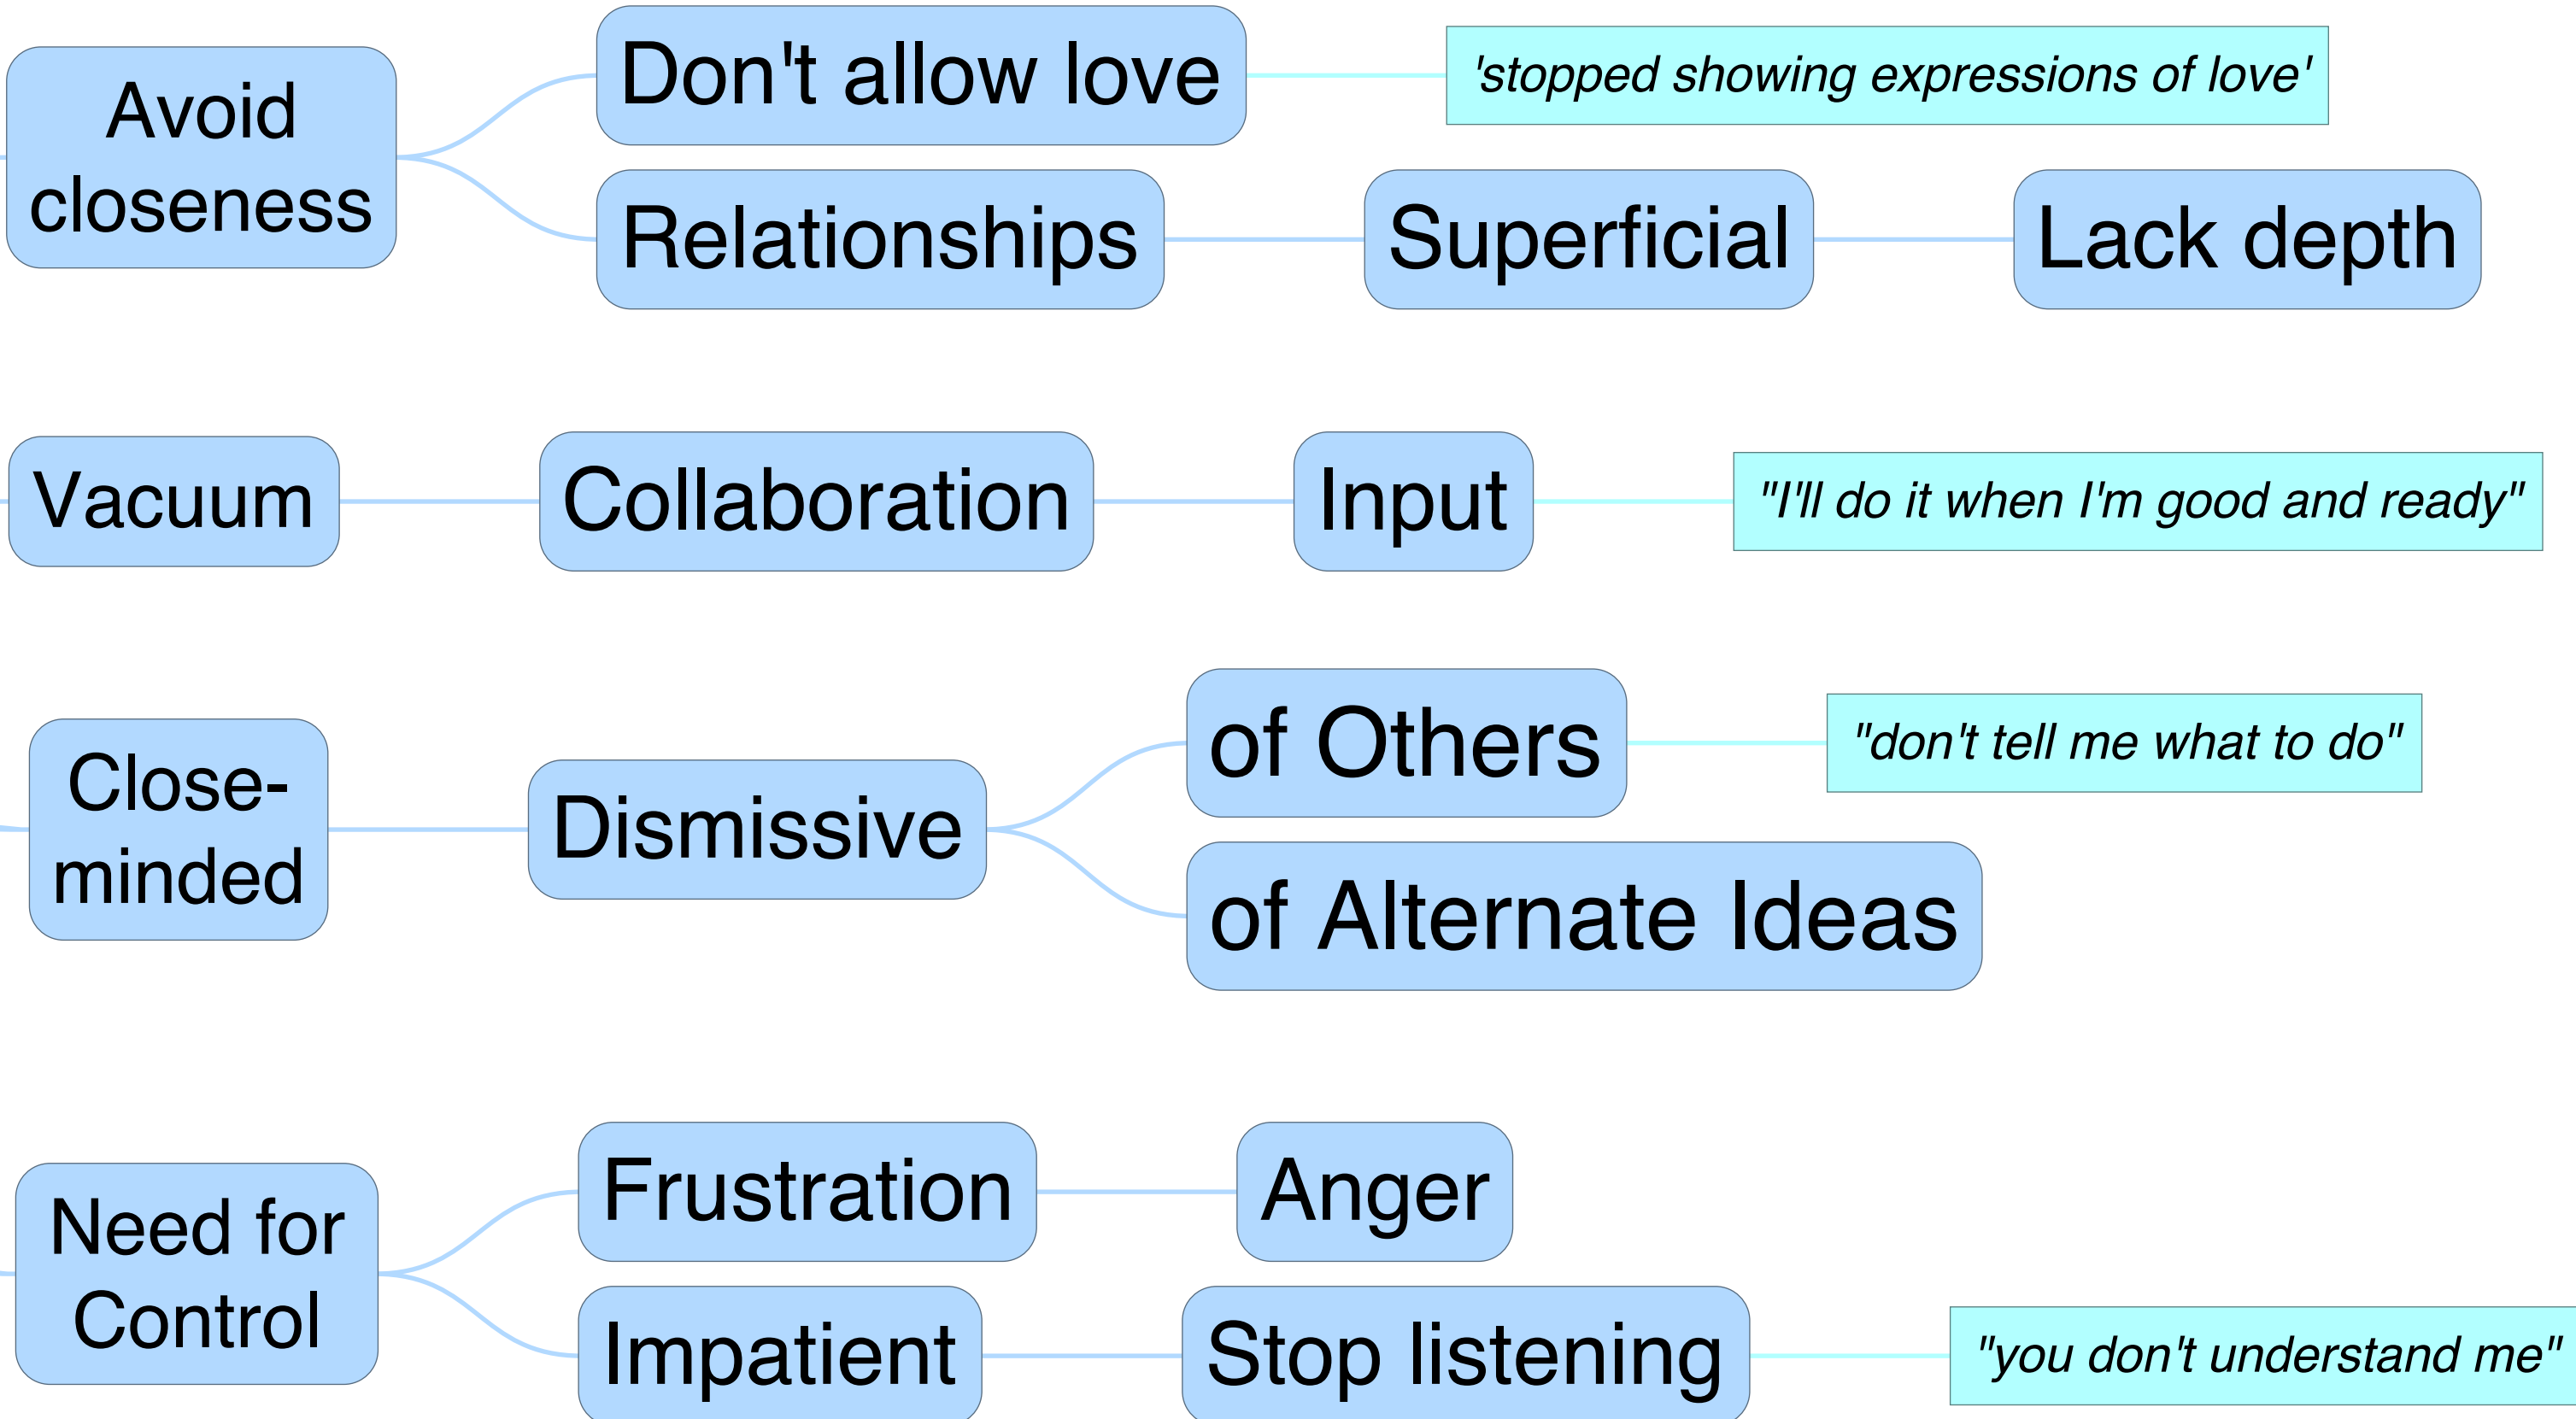 Avoid
closeness
Don't allow love
'stopped showing expressions of love'
Relationships
Superficial
Lack depth
Vacuum
Collaboration
Input
"I'll do it when I'm good and ready"
Close-
minded
Dismissive
of Others
"don't tell me what to do"
of Alternate Ideas
Need for
Control
Frustration
Anger
Impatient
Stop listening
"you don't understand me"